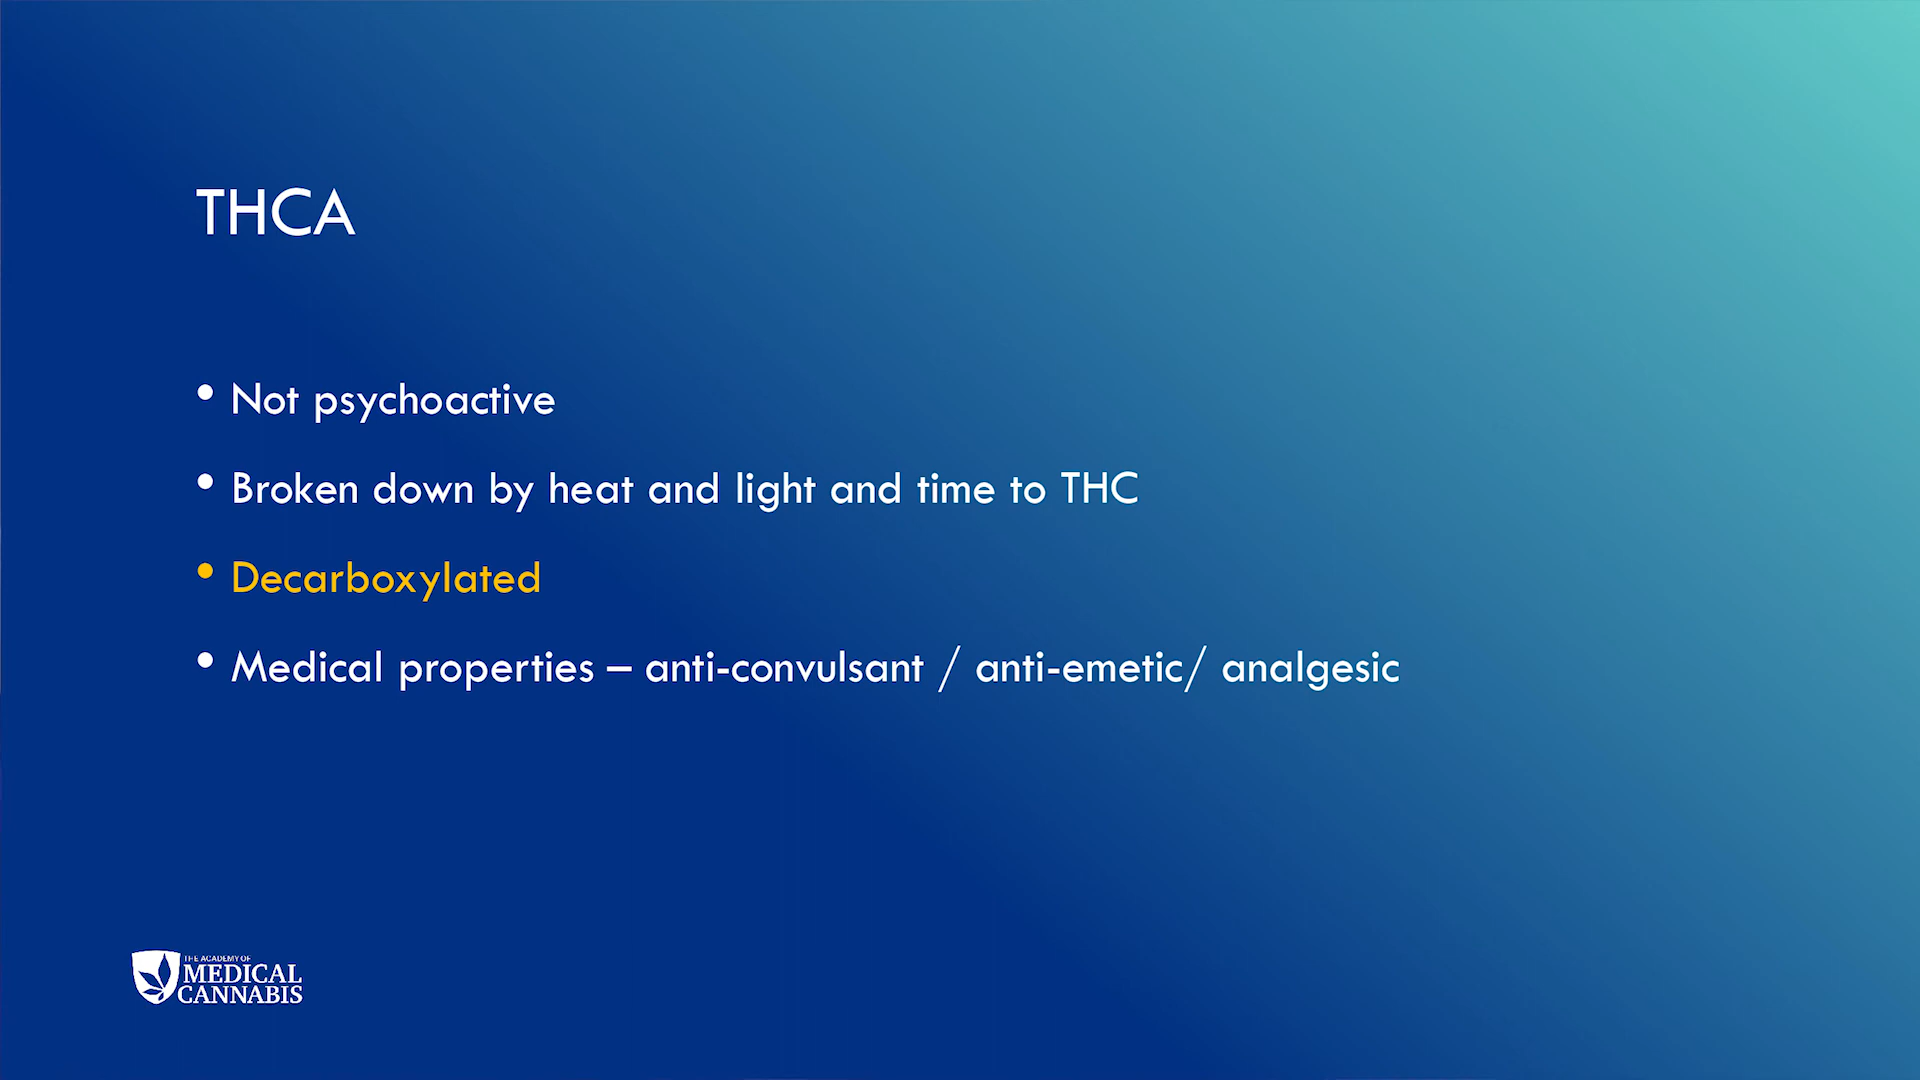 THCA
• Not psychoactive
• Broken down by heat and light and time to THC
• Decarboxylated
• Medical properties – anti-convulsant / anti-emetic/ analgesic
THE ACADEMY OF
MEDICAL
CANNABIS